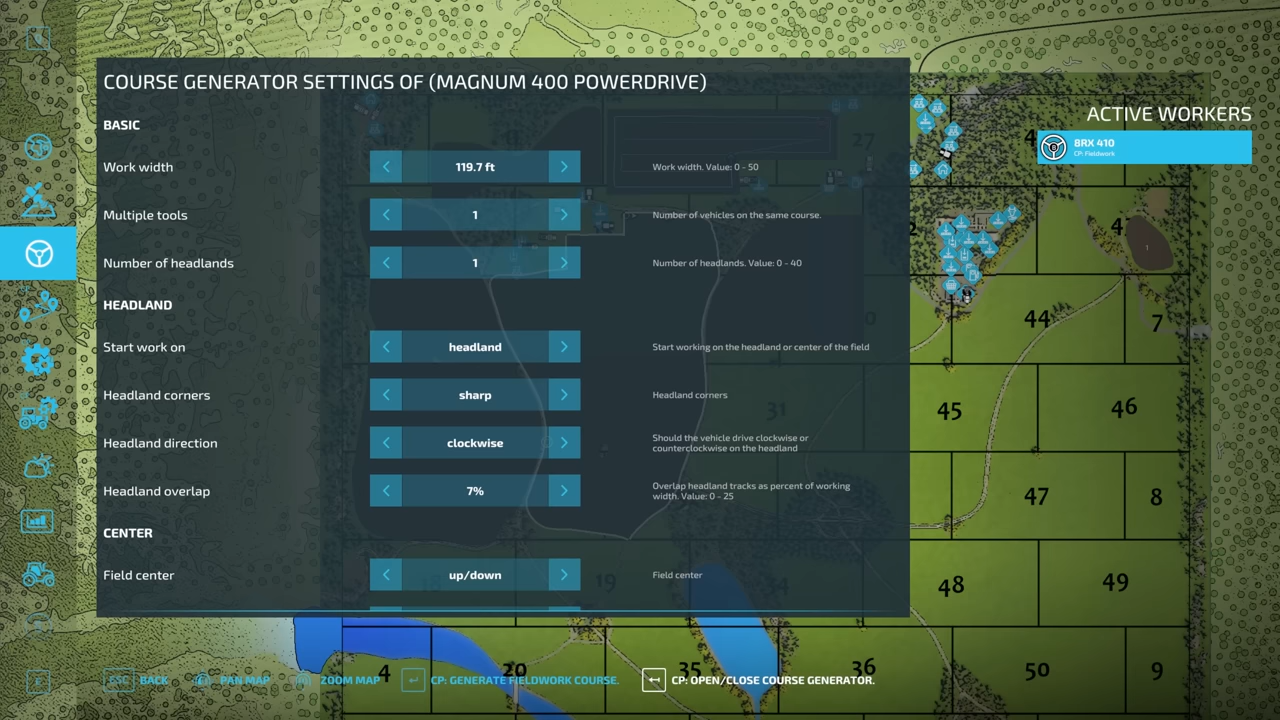 COURSE GENERATOR SETTINGS OF (MAGNUM 400 POWERDRIVE)
BASIC
Work width 119.7 ft Work width. Value: 0 - 50
Multiple tools 1 Number of vehicles on the same course.
Number of headlands 1 Number of headlands. Value: 0 - 40
HEADLAND
Start work on headland Start working on the headland or center of the field
Headland corners sharp Headland corners
Headland direction clockwise Should the vehicle drive clockwise or
counterclockwise on the headland
Headland overlap 7% Overlap headland tracks as percent of working
width. Value: 0 - 25
CENTER
Field center up/down Field center
ACTIVE WORKERS
8RX 410
CP: Fieldwork
27
1
44
7
31
45
46
47
8
19
48
49
4
20
35
36
50
9
ESC BACK PAN MAP ZOOM MAP CP: GENERATE FIELDWORK COURSE. CP: OPEN/CLOSE COURSE GENERATOR.